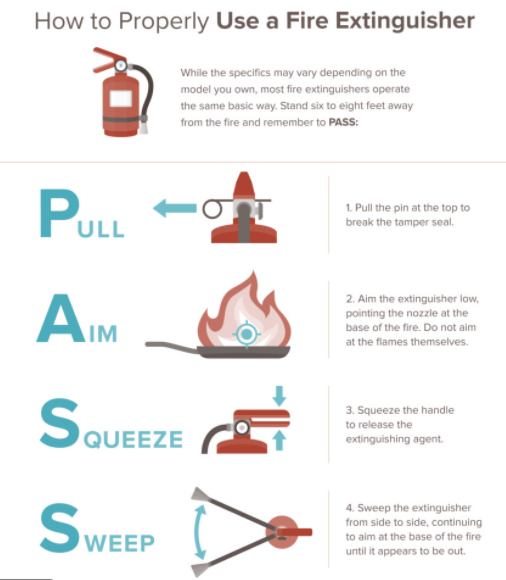 How to Properly Use a Fire Extinguisher
While the specifics may vary depending on the
model you own, most fire extinguishers operate
the same basic way. Stand six to eight feet away
from the fire and remember to PASS:
PULL
1. Pull the pin at the top to
break the tamper seal.
AIM
2. Aim the extinguisher low,
pointing the nozzle at the
base of the fire. Do not aim
at the flames themselves.
SQUEEZE
3. Squeeze the handle
to release the
extinguishing agent.
SWEEP
4. Sweep the extinguisher
from side to side, continuing
to aim at the base of the fire
until it appears to be out.